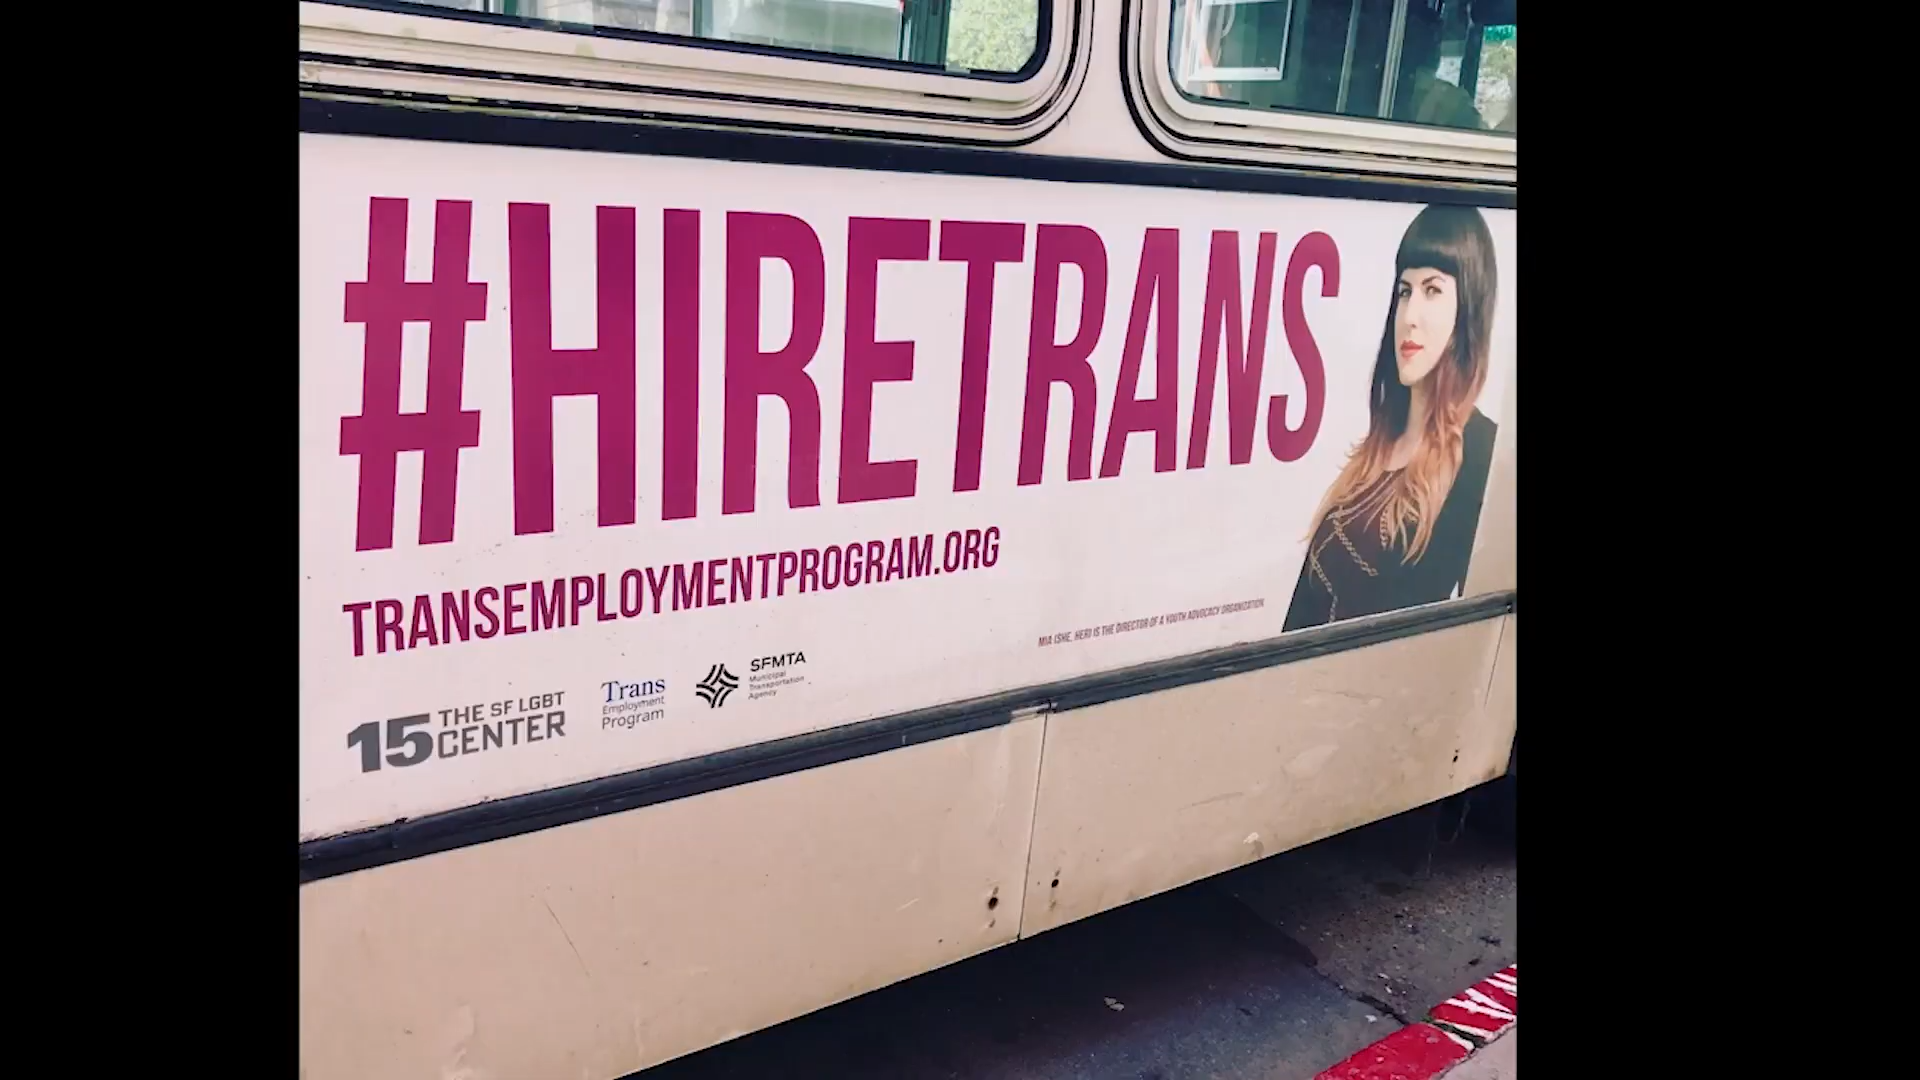 #HIRETRANS
TRANSEMPLOYMENTPROGRAM.ORG
MIA (SHE, HER) IS THE DIRECTOR OF A YOUTH ADVOCACY ORGANIZATION.
15 THE SF LGBT
CENTER
Trans
Employment
Program
SFMTA
Municipal
Transportation
Agency